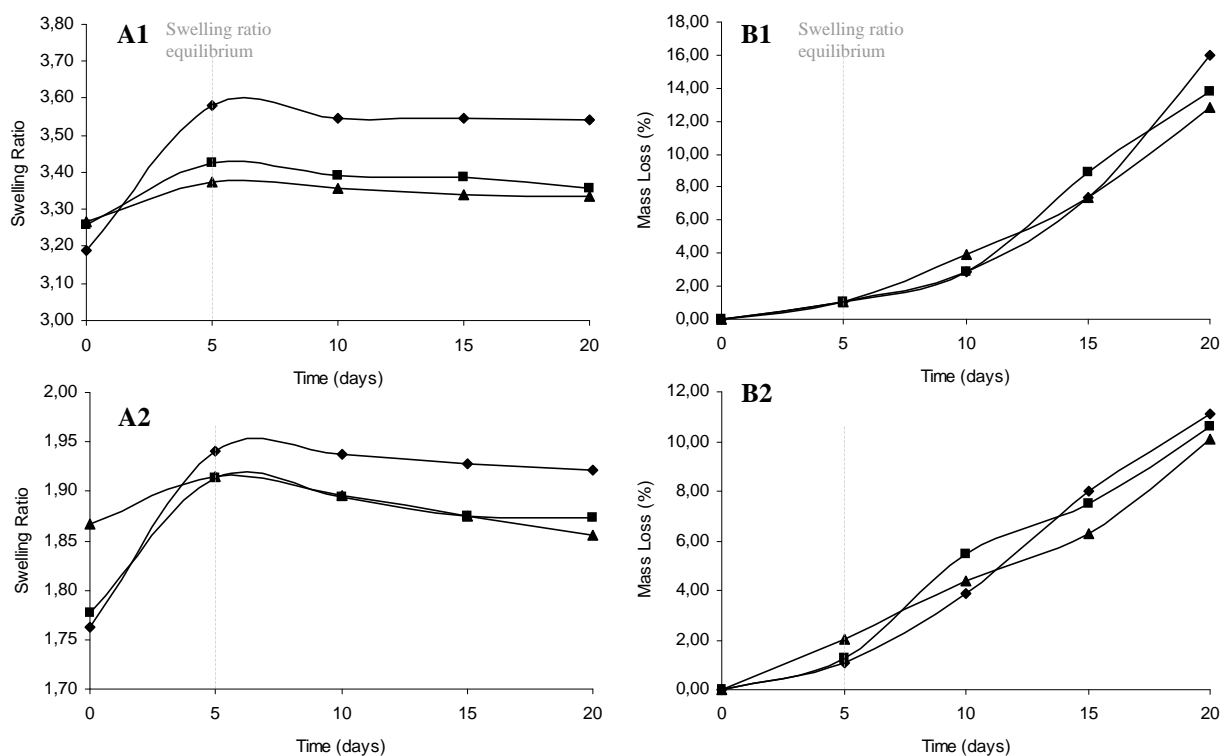 A1
Swelling ratio
equilibrium
3,80
3,70
3,60
3,50
3,40
3,30
3,20
3,10
3,00
Swelling Ratio
0 5 10 15 20
Time (days)
B1
Swelling ratio
equilibrium
18,00
16,00
14,00
12,00
10,00
8,00
6,00
4,00
2,00
0,00
Mass Loss (%)
0 5 10 15 20
Time (days)
A2
2,00
1,95
1,90
1,85
1,80
1,75
1,70
Swelling Ratio
0 5 10 15 20
Time (days)
B2
12,00
10,00
8,00
6,00
4,00
2,00
0,00
Mass Loss (%)
0 5 10 15 20
Time (days)